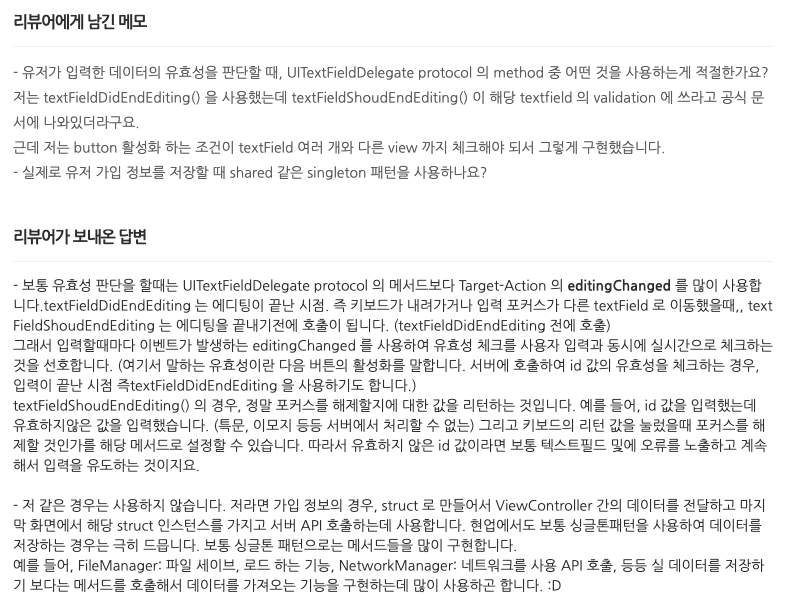 리뷰어에게 남긴 메모
- 유저가 입력한 데이터의 유효성을 판단할 때, UITextFieldDelegate protocol 의 method 중 어떤 것을 사용하는게 적절한가요?
저는 textFieldDidEndEditing() 을 사용했는데 textFieldShoudEndEditing() 이 해당 textfield 의 validation 에 쓰라고 공식 문
서에 나와있더라구요.
근데 저는 button 활성화 하는 조건이 textField 여러 개와 다른 view 까지 체크해야 되서 그렇게 구현했습니다.
- 실제로 유저 가입 정보를 저장할 때 shared 같은 singleton 패턴을 사용하나요?
리뷰어가 보내온 답변
- 보통 유효성 판단을 할때는 UITextFieldDelegate protocol 의 메서드보다 Target-Action 의 editingChanged 를 많이 사용합
니다.textFieldDidEndEditing 는 에디팅이 끝난 시점. 즉 키보드가 내려가거나 입력 포커스가 다른 textField 로 이동했을때,, text
FieldShoudEndEditing 는 에디팅을 끝내기전에 호출이 됩니다. (textFieldDidEndEditing 전에 호출)
그래서 입력할때마다 이벤트가 발생하는 editingChanged 를 사용하여 유효성 체크를 사용자 입력과 동시에 실시간으로 체크하는
것을 선호합니다. (여기서 말하는 유효성이란 다음 버튼의 활성화를 말합니다. 서버에 호출하여 id 값의 유효성을 체크하는 경우,
입력이 끝난 시점 즉textFieldDidEndEditing 을 사용하기도 합니다.)
textFieldShoudEndEditing() 의 경우, 정말 포커스를 해제할지에 대한 값을 리턴하는 것입니다. 예를 들어, id 값을 입력했는데
유효하지않은 값을 입력했습니다. (특문, 이모지 등등 서버에서 처리할 수 없는) 그리고 키보드의 리턴 값을 눌렀을때 포커스를 해
제할 것인가를 해당 메서드로 설정할 수 있습니다. 따라서 유효하지 않은 id 값이라면 보통 텍스트필드 및에 오류를 노출하고 계속
해서 입력을 유도하는 것이지요.
- 저 같은 경우는 사용하지 않습니다. 저라면 가입 정보의 경우, struct 로 만들어서 ViewController 간의 데이터를 전달하고 마지
막 화면에서 해당 struct 인스턴스를 가지고 서버 API 호출하는데 사용합니다. 현업에서도 보통 싱글톤패턴을 사용하여 데이터를
저장하는 경우는 극히 드믑니다. 보통 싱글톤 패턴으로는 메서드들을 많이 구현합니다.
예를 들어, FileManager: 파일 세이브, 로드 하는 기능, NetworkManager: 네트워크를 사용 API 호출, 등등 실 데이터를 저장하
기 보다는 메서드를 호출해서 데이터를 가져오는 기능을 구현하는데 많이 사용하곤 합니다. :D